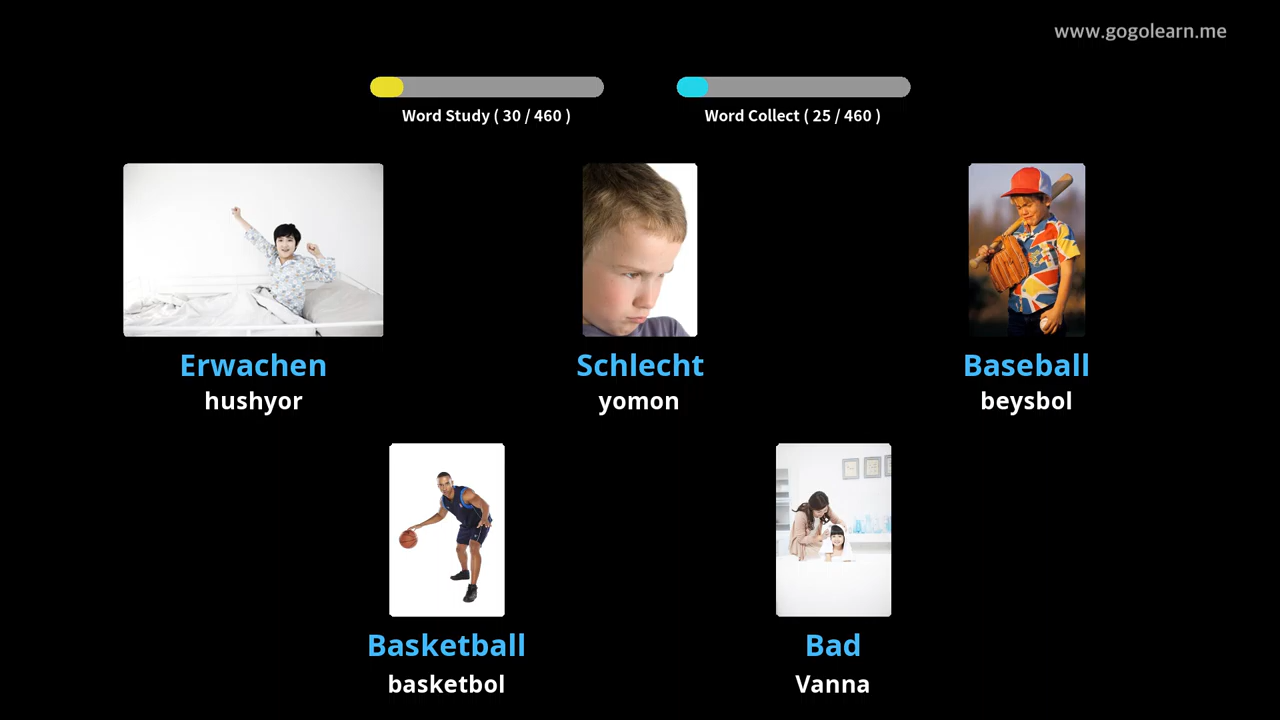 www.gogolearn.me
Word Study ( 30 / 460 )
Word Collect ( 25 / 460 )
Erwachen
hushyor
Schlecht
yomon
Baseball
beysbol
Basketball
basketbol
Bad
Vanna